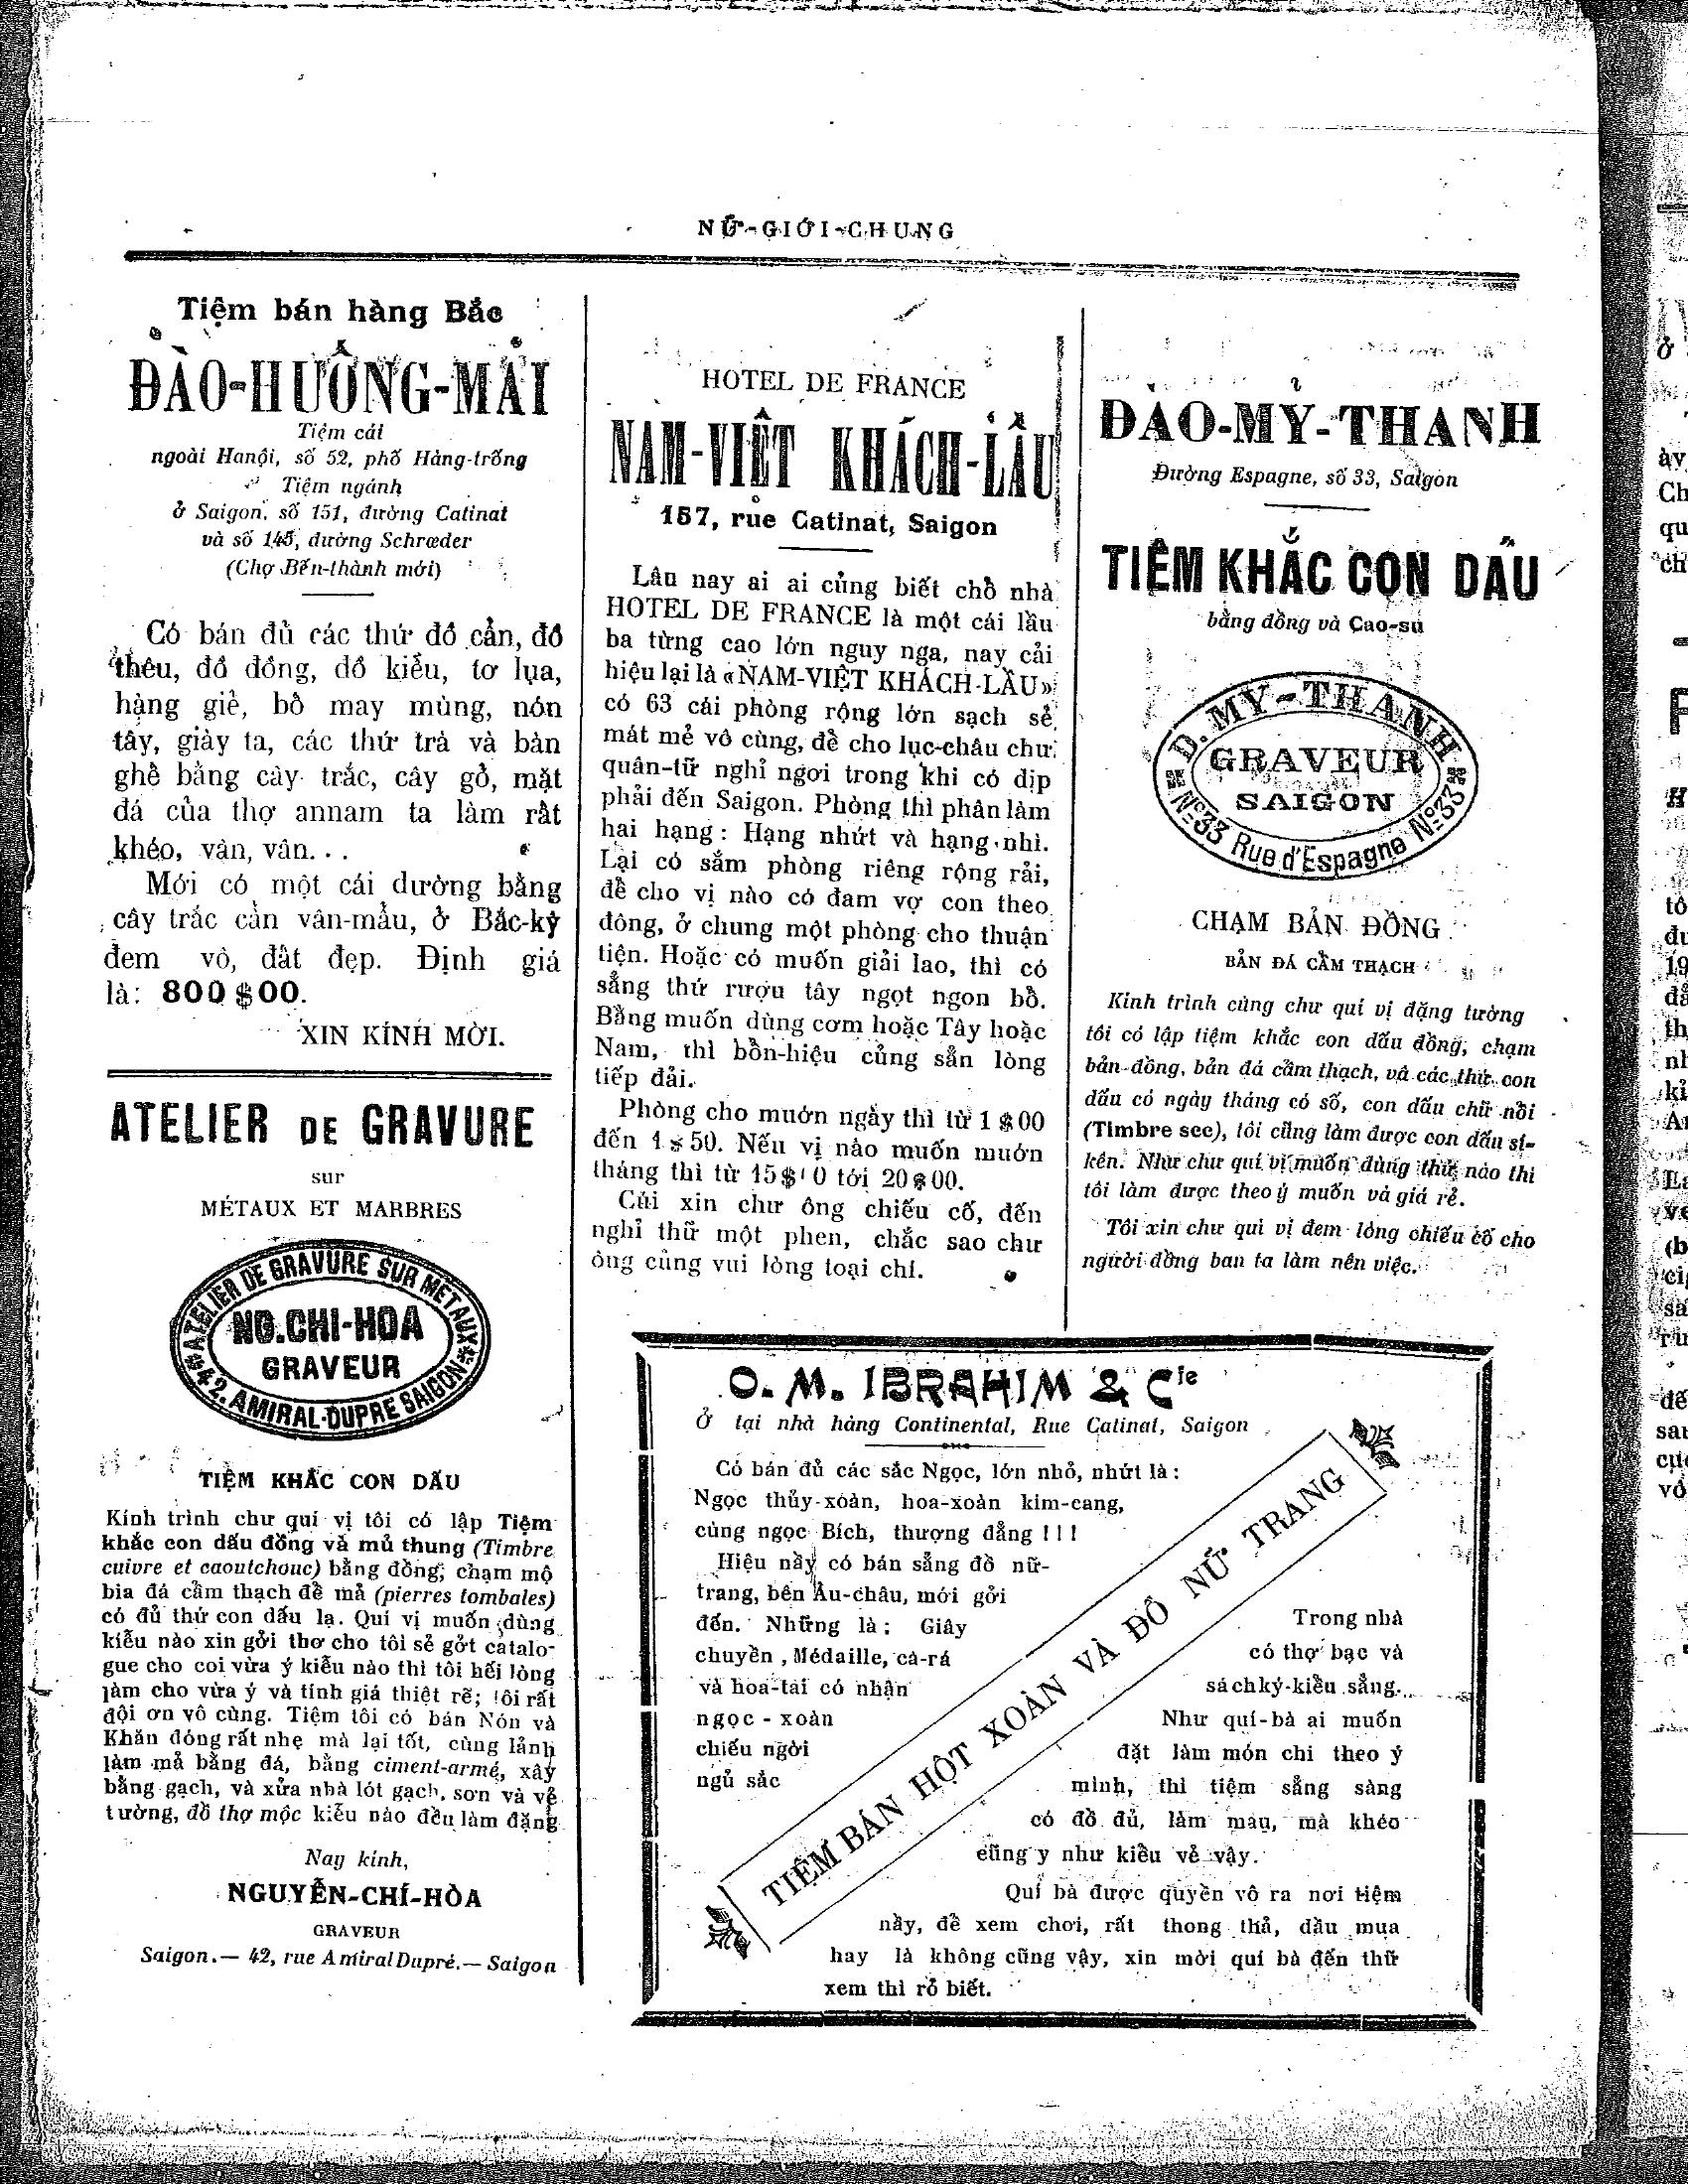 NỮ-GIỚI-CHUNG
Tiệm bán hàng Bắc
ĐÀO-HƯỚNG-MAI
Tiệm cái
ngoài Hanội, số 52, phố Hàng-trống
Tiệm ngánh
ở Saigon, số 151, đường Catinat
và số 145, đường Schrœder
(Chợ Bến-thành mới)
Có bán đủ các thứ đồ cẩn, đồ
thêu, đồ đồng, đồ kiểu, tơ lụa,
hàng giẻ, bố may mùng, nón
tây, giày ta, các thứ trà và bàn
ghế bằng cây trắc, cây gỏ, mặt
đá của thợ annam ta làm rất
khéo, vân, vân...
Mới có một cái dường bằng
cây trắc cẩn vân-mẫu, ở Bắc-kỳ
đem vô, đắt đẹp. Định giá
là: 800$00.
XIN KÍNH MỜI.
ATELIER DE GRAVURE
sur
MÉTAUX ET MARBRES
ATELIER DE GRAVURE SUR METAUX
NG.CHI-HOA
GRAVEUR
42. AMIRAL-DUPRE SAIGON
TIỆM KHẮC CON DẤU
Kính trình chư quí vị tôi có lập Tiệm
khắc con dấu đồng và mủ thung (Timbre
cuivre et caoutchouc) bằng đồng, chạm mộ
bia đá cẩm thạch đề mả (pierres tombales)
có đủ thứ con dấu lạ. Quí vị muốn dùng
kiểu nào xin gởi thơ cho tôi sẻ gởt catalo-
gue cho coi vừa ý kiểu nào thì tôi hếi lòng
làm cho vừa ý và tính giá thiệt rẽ; tôi rất
đội ơn vô cùng. Tiệm tôi có bán Nón và
Khăn đóng rất nhẹ mà lại tốt, cùng lảnh
làm mả bằng đá, bằng ciment-armé, xây
bằng gạch, và xửa nhà lót gạch, sơn và vẻ
tường, đồ thợ mộc kiểu nào đều làm đặng
Nay kính,
NGUYỄN-CHÍ-HÒA
GRAVEUR
Saigon.— 42, rue Amiral Dupré.— Saigon
HOTEL DE FRANCE
NAM-VIỆT KHÁCH-LẦU
157, rue Catinat, Saigon
Lâu nay ai ai củng biết chồ nhà
HOTEL DE FRANCE là một cái lầu
ba từng cao lớn nguy nga, nay cải
hiệu lại là «NAM-VIỆT KHÁCH-LẦU»
có 63 cái phòng rộng lớn sạch sẻ
mát mẻ vô cùng, đề cho lục-châu chư
quân-tữ nghỉ ngơi trong khi có dịp
phải đến Saigon. Phòng thì phân làm
hai hạng: Hạng nhứt và hạng nhì.
Lại có sắm phòng riêng rộng rải,
đề cho vị nào có đam vợ con theo
đông, ở chung một phòng cho thuận
tiện. Hoặc có muốn giải lao, thì có
sẳng thứ rượu tây ngọt ngon bồ.
Bằng muốn dùng cơm hoặc Tây hoặc
Nam, thì bồn-hiệu củng sẳn lòng
tiếp đải.
Phòng cho muớn ngầy thì từ 1$00
đến 1$50. Nếu vị nào muốn muớn
tháng thì từ tới 20$00.
Cúi xin chư ông chiếu cố, đến
nghỉ thữ một phen, chắc sao chư
ông củng vui lòng toại chí.
ĐÀO-MỶ-THANH
Đường Espagne, số 33, Saigon
TIỆM KHẮC CON DẤU
bằng đồng và Cao-su
D. MY-THANH
GRAVEUR
SAIGON
Nº33 Rue d'Espagne Nº33
CHẠM BẢN ĐỒNG
BẢN ĐÁ CẨM THẠCH
Kính trình cùng chư quí vị đặng tường
tôi có lập tiệm khắc con dấu đồng, chạm
bản-đồng, bản đá cẩm thạch, và các thứ con
dấu có ngày tháng có số, con dấu chữ nồi
(Timbre sec), tôi cũng làm được con dấu si-
kên. Như chư quí vị muốn dùng thứ nào thì
tôi làm được theo ý muốn và giá rẻ.
Tôi xin chư quí vị đem lòng chiếu cố cho
người đồng ban ta làm nên việc.
O. M. IBRAHIM & Cie
Ở tại nhà hàng Continental, Rue Catinat, Saigon
Có bán đủ các sắc Ngọc, lớn nhỏ, nhứt là:
Ngọc thủy-xoàn, hoa-xoàn kim-cang,
cùng ngọc Bích, thượng đẳng !!!
Hiệu nầy có bán sẳng đồ nữ-
trang, bên Âu-châu, mới gởi
đến. Những là: Giây
chuyền, Médaille, cà-rá
và hoa-tai có nhận
ngọc-xoàn
chiếu ngời
ngủ sắc
TIỆM BÁN HỘT XOÀN VÀ ĐỒ NỮ TRANG
Trong nhà
có thợ bạc và
sách ký-kiều sẳng.
Như quí-bà ai muốn
đặt làm món chi theo ý
mình, thì tiệm sẳng sàng
có đồ đủ, làm mau, mà khéo
cũng y như kiều vẻ vậy.
Quí bà được quyền vô ra nơi tiệm
nầy, đề xem chơi, rất thong thả, dầu mua
hay là không cũng vậy, xin mời quí bà đến thữ
xem thì rỏ biết.